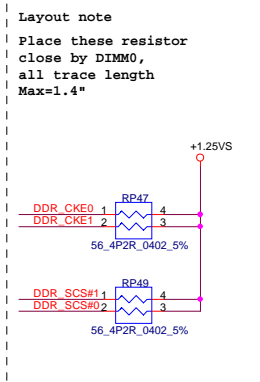 Layout note
Place these resistor
close by DIMM0,
all trace length
Max=1.4"
+1.25VS
RP47
DDR_CKE0 1 4
DDR_CKE1 2 3
56_4P2R_0402_5%
RP49
DDR_SCS#1 1 4
DDR_SCS#0 2 3
56_4P2R_0402_5%